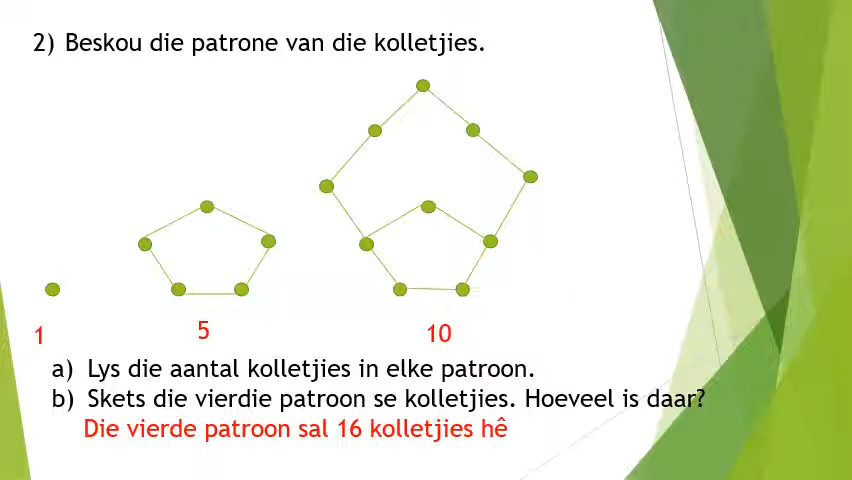 2) Beskou die patrone van die kolletjies.
1
5
10
a) Lys die aantal kolletjies in elke patroon.
b) Skets die vierdie patroon se kolletjies. Hoeveel is daar?
Die vierde patroon sal 16 kolletjies hê